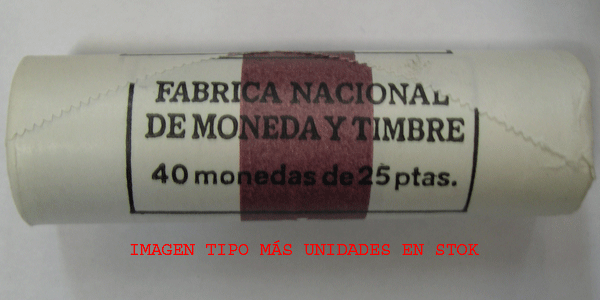 FABRICA NACIONAL
DE MONEDA Y TIMBRE
40 monedas de 25 ptas.
IMAGEN TIPO MÁS UNIDADES EN STOK